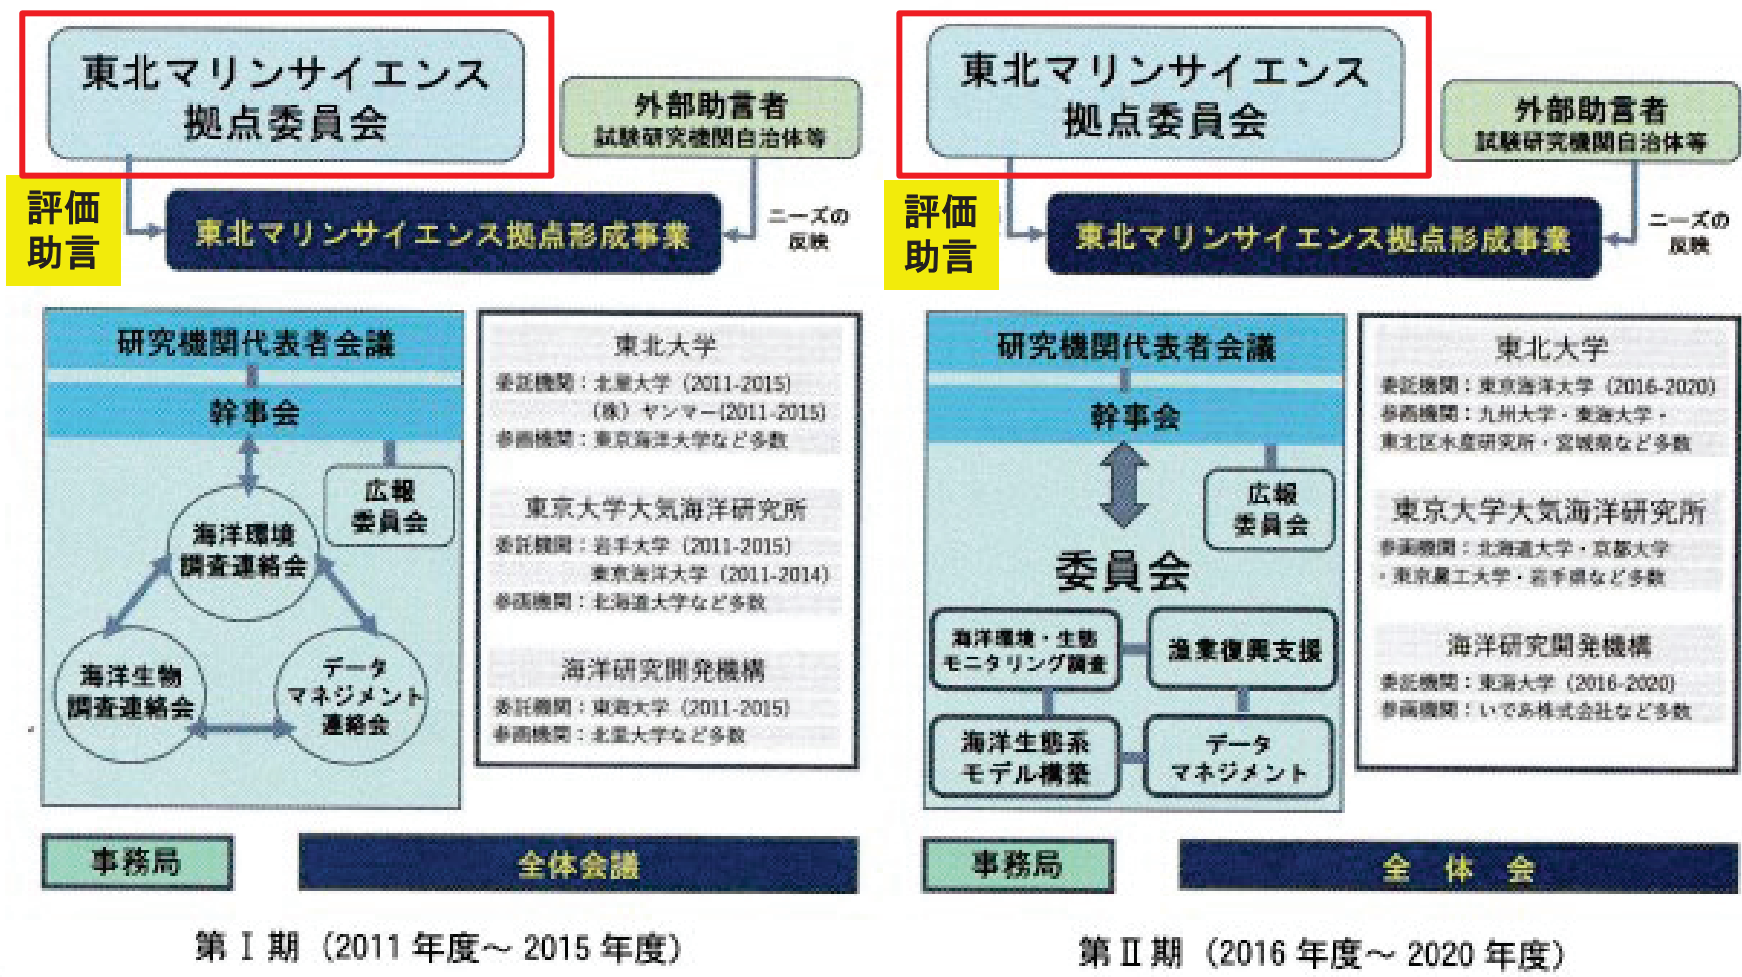 東北マリンサイエンス
拠点委員会
外部助言者
試験研究機関自治体等
評価
助言
東北マリンサイエンス拠点形成事業
ニーズの
反映
研究機関代表者会議
幹事会
広報
委員会
海洋環境
調査連絡会
海洋生物
調査連絡会
データ
マネジメント
連絡会
東北大学
委託機関：北里大学（2011-2015）
（株）ヤンマー(2011-2015)
参画機関：東京海洋大学など多数
東京大学大気海洋研究所
委託機関：岩手大学（2011-2015）
東京海洋大学（2011-2014）
参画機関：北海道大学など多数
海洋研究開発機構
委託機関：東海大学（2011-2015）
参画機関：北里大学など多数
事務局
全体会議
第Ⅰ期（2011 年度～ 2015 年度）
東北マリンサイエンス
拠点委員会
外部助言者
試験研究機関自治体等
評価
助言
東北マリンサイエンス拠点形成事業
ニーズの
反映
研究機関代表者会議
幹事会
広報
委員会
委員会
海洋環境・生態
モニタリング調査
漁業復興支援
海洋生態系
モデル構築
データ
マネジメント
東北大学
委託機関：東京海洋大学（2016-2020）
参画機関：九州大学・東海大学・
東北区水産研究所・宮城県など多数
東京大学大気海洋研究所
参画機関：北海道大学・京都大学
・東京農工大学・岩手県など多数
海洋研究開発機構
委託機関：東海大学（2016-2020）
参画機関：いであ株式会社など多数
事務局
全　体　会
第Ⅱ期（2016 年度～ 2020 年度）